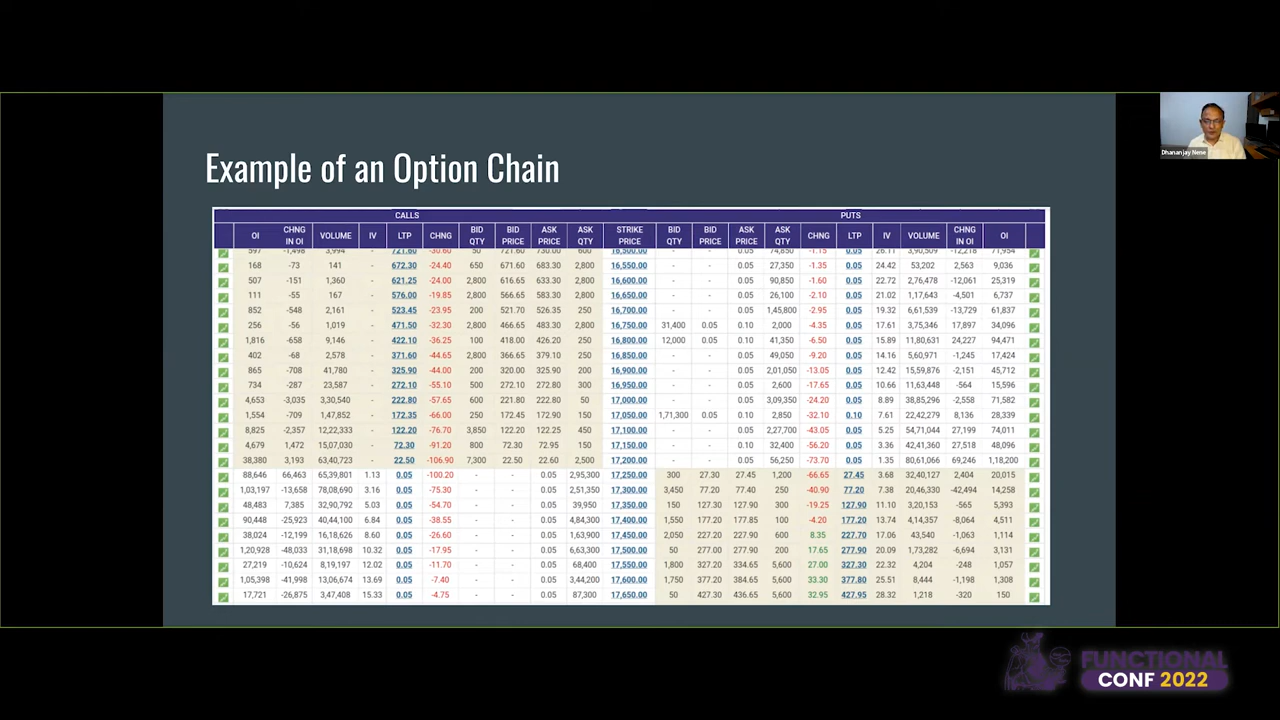 Example of an Option Chain
CALLS PUTS
OI CHNG IN OI VOLUME IV LTP CHNG BID QTY BID PRICE ASK PRICE ASK QTY STRIKE PRICE BID QTY BID PRICE ASK PRICE ASK QTY CHNG LTP IV VOLUME CHNG IN OI OI
597 -1,498 3,994 - 721.60 -30.60 50 721.60 730.00 600 16,500.00 - - 0.05 74,850 -1.15 0.05 26.11 3,90,509 -12,218 71,954
168 -73 141 - 672.30 -24.40 650 671.60 683.30 2,800 16,550.00 - - 0.05 27,350 -1.35 0.05 24.42 53,202 2,563 9,036
507 -151 1,360 - 621.25 -24.00 2,800 616.65 633.30 2,800 16,600.00 - - 0.05 90,850 -1.60 0.05 22.72 2,76,478 -12,061 25,319
111 -55 167 - 576.00 -19.85 2,800 566.65 583.30 2,800 16,650.00 - - 0.05 26,100 -2.10 0.05 21.02 1,17,643 -4,501 6,737
852 -548 2,161 - 523.45 -23.95 200 521.70 526.35 250 16,700.00 - - 0.05 1,45,800 -2.95 0.05 19.32 6,61,539 -13,729 61,837
256 -56 1,019 - 471.50 -32.30 2,800 466.65 483.30 2,800 16,750.00 31,400 0.05 0.10 2,000 -4.35 0.05 17.61 3,75,346 17,897 34,096
1,816 -658 9,146 - 422.10 -36.25 100 418.00 426.20 250 16,800.00 12,000 0.05 0.10 41,350 -6.50 0.05 15.89 11,80,631 24,227 94,471
402 -68 2,578 - 371.60 -44.65 2,800 366.65 379.10 250 16,850.00 - - 0.05 49,050 -9.20 0.05 14.16 5,60,971 -1,245 17,424
865 -708 41,780 - 325.90 -44.00 200 320.00 325.90 200 16,900.00 - - 0.05 2,01,050 -13.05 0.05 12.42 15,59,876 -2,151 45,712
734 -287 23,587 - 272.10 -55.10 500 272.10 272.80 300 16,950.00 - - 0.05 2,600 -17.65 0.05 10.66 11,63,448 -564 15,596
4,653 -3,035 3,30,540 - 222.80 -57.65 600 221.80 222.80 50 17,000.00 - - 0.05 3,09,350 -24.20 0.05 8.89 38,85,296 -2,558 71,582
1,554 -709 1,47,852 - 172.35 -66.00 250 172.45 172.90 150 17,050.00 1,71,300 0.05 0.10 2,850 -32.10 0.10 7.61 22,42,279 8,136 28,339
8,825 -2,357 12,22,333 - 122.20 -76.70 3,850 122.20 122.25 450 17,100.00 - - 0.05 2,27,700 -43.05 0.05 5.25 54,71,044 27,199 74,011
4,679 1,472 15,07,030 - 72.30 -91.20 800 72.30 72.95 150 17,150.00 - - 0.10 32,400 -56.20 0.05 3.36 42,41,360 27,518 48,096
38,380 3,193 63,40,723 - 22.50 -106.90 7,300 22.50 22.60 2,500 17,200.00 - - 0.05 56,250 -73.70 0.05 1.35 80,61,066 69,246 1,18,200
88,646 66,463 65,39,801 1.13 0.05 -100.20 - - 0.05 2,95,300 17,250.00 300 27.30 27.45 1,200 -66.65 27.45 3.68 32,40,127 2,404 20,015
1,03,197 -13,658 78,08,690 3.16 0.05 -75.30 - - 0.05 2,51,350 17,300.00 3,450 77.20 77.40 250 -40.90 77.20 7.38 20,46,330 -42,494 14,258
48,483 7,385 32,90,792 5.03 0.05 -54.70 - - 0.05 39,950 17,350.00 150 127.30 127.90 300 -19.25 127.90 11.10 3,20,153 -565 5,393
90,448 -25,923 40,44,100 6.84 0.05 -38.55 - - 0.05 4,84,300 17,400.00 1,550 177.20 177.85 100 -4.20 177.20 13.74 4,14,357 -8,064 4,511
38,024 -12,199 16,18,626 8.60 0.05 -26.60 - - 0.05 1,63,900 17,450.00 2,050 227.20 227.90 600 8.35 227.70 17.06 43,540 -1,063 1,114
1,20,928 -48,033 31,18,698 10.32 0.05 -17.95 - - 0.05 6,63,300 17,500.00 50 277.00 277.90 200 17.65 277.90 20.09 1,73,282 -6,694 3,131
27,219 -10,624 8,19,197 12.02 0.05 -11.70 - - 0.05 68,400 17,550.00 1,800 327.20 334.65 5,600 27.00 327.30 22.32 4,204 -248 1,057
1,05,398 -41,998 13,06,674 13.69 0.05 -7.40 - - 0.05 3,44,200 17,600.00 1,750 377.20 384.65 5,600 33.30 377.80 25.51 8,444 -1,198 1,308
17,721 -26,875 3,47,408 15.33 0.05 -4.75 - - 0.05 87,300 17,650.00 50 427.30 436.65 5,600 32.95 427.95 28.32 1,218 -320 150
Dhananjay Nene
FUNCTIONAL
CONF 2022